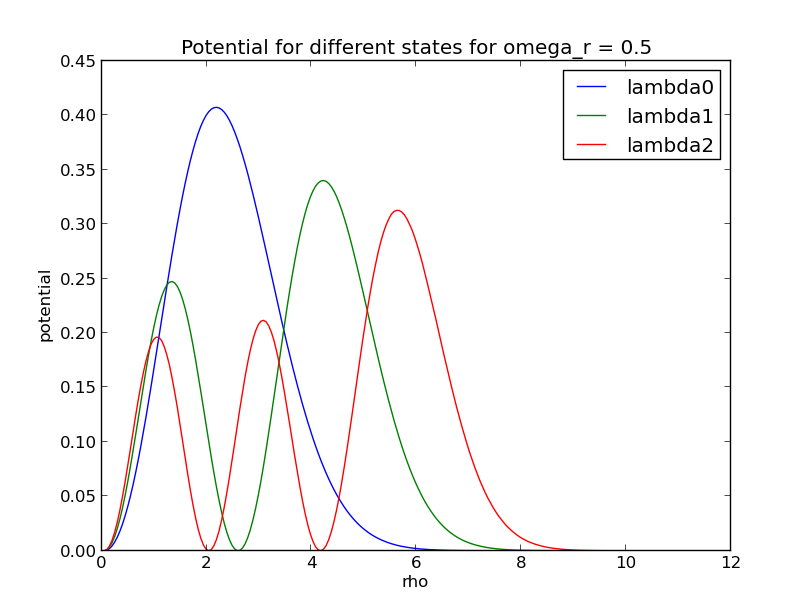 Potential for different states for omega_r = 0.5
0.45
0.40
0.35
0.30
0.25
0.20
0.15
0.10
0.05
0.00
potential
lambda0
lambda1
lambda2
0 2 4 6 8 10 12
rho